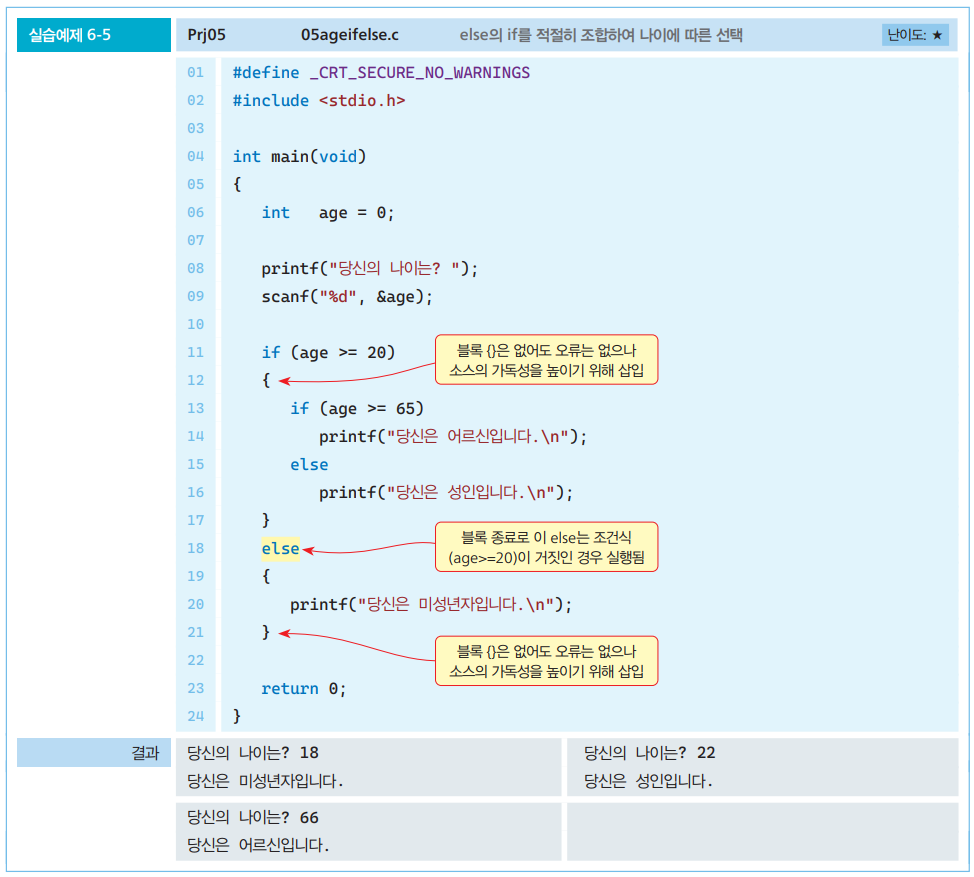 실습예제 6-5 Prj05 05ageifelse.c else의 if를 적절히 조합하여 나이에 따른 선택 난이도: ★
01 #define _CRT_SECURE_NO_WARNINGS
02 #include <stdio.h>
03
04 int main(void)
05 {
06 int age = 0;
07
08 printf("당신의 나이는? ");
09 scanf("%d", &age);
10
11 if (age >= 20)
블록 {}은 없어도 오류는 없으나
소스의 가독성을 높이기 위해 삽입
12 {
13 if (age >= 65)
14 printf("당신은 어르신입니다.\n");
15 else
16 printf("당신은 성인입니다.\n");
17 }
18 else
블록 종료로 이 else는 조건식
(age>=20)이 거짓인 경우 실행됨
19 {
20 printf("당신은 미성년자입니다.\n");
21 }
블록 {}은 없어도 오류는 없으나
소스의 가독성을 높이기 위해 삽입
22
23 return 0;
24 }
결과
당신의 나이는? 18
당신은 미성년자입니다.
당신의 나이는? 22
당신은 성인입니다.
당신의 나이는? 66
당신은 어르신입니다.